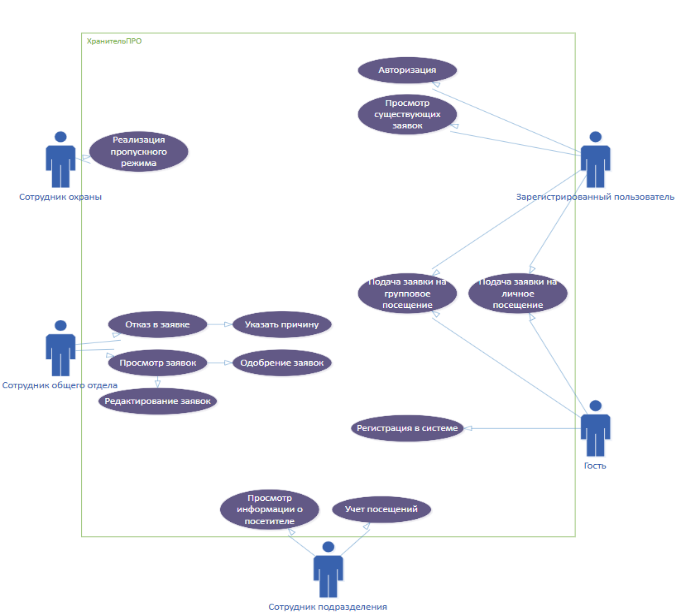 ХранительПРО
Авторизация
Просмотр
существующих
заявок
Реализация
пропускного
режима
Сотрудник охраны
Зарегистрированный пользователь
Подача заявки на
групповое
посещение
Подача заявки на
личное
посещение
Отказ в заявке
Указать причину
Просмотр заявок
Одобрение заявок
Сотрудник общего отдела
Редактирование заявок
Регистрация в системе
Гость
Просмотр
информации о
посетителе
Учет посещений
Сотрудник подразделения